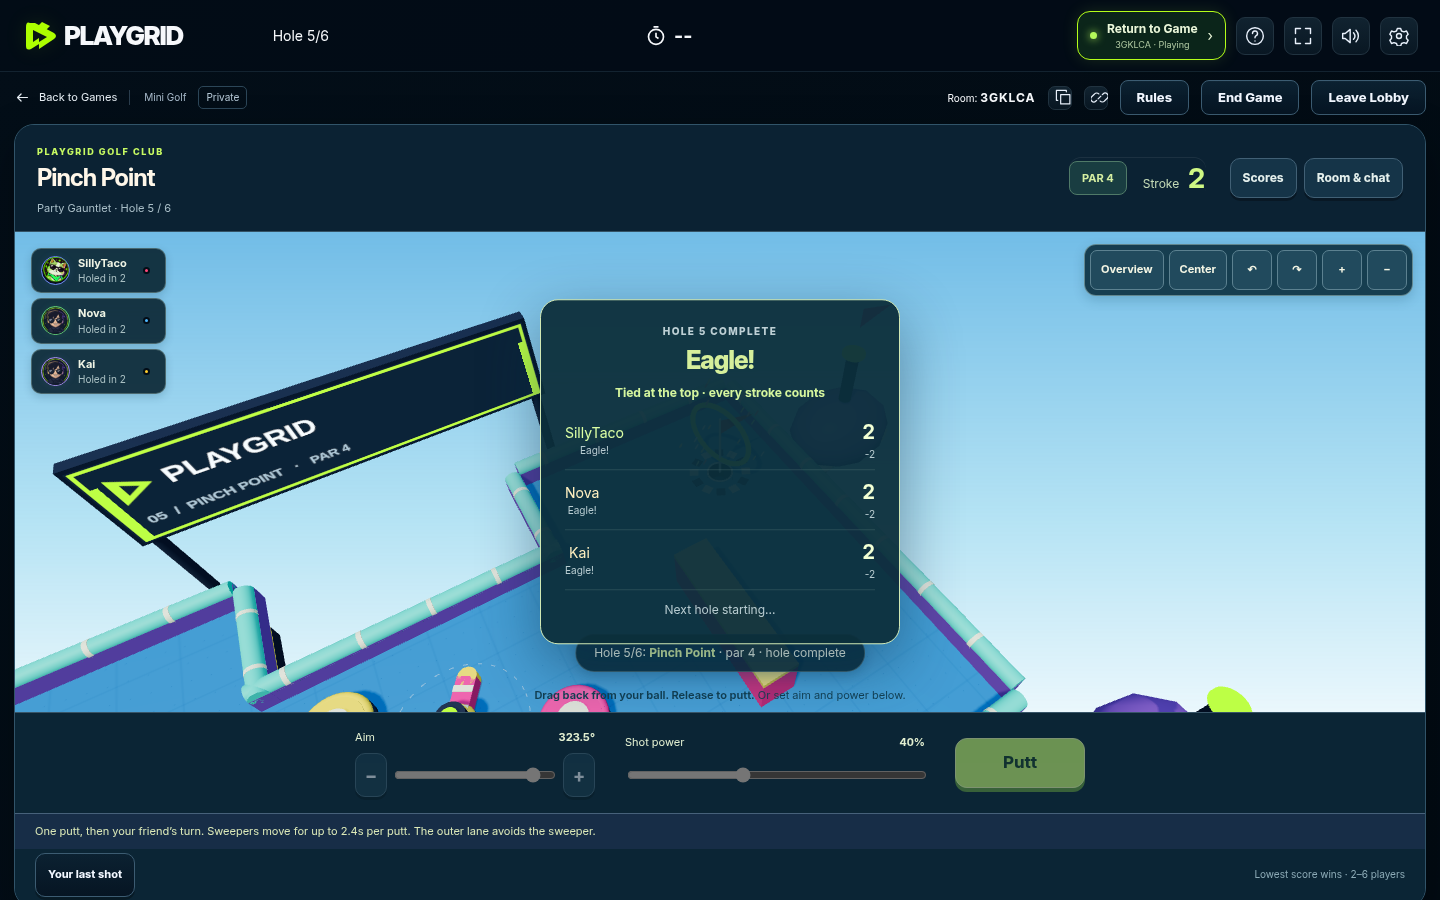 PLAYGRID
Hole 5/6
--
Return to Game
3GKLCA · Playing
Back to Games
Mini Golf
Private
Room: 3GKLCA
Rules
End Game
Leave Lobby
PLAYGRID GOLF CLUB
Pinch Point
Party Gauntlet · Hole 5 / 6
PAR 4
Stroke 2
Scores
Room & chat
SillyTaco
Holed in 2
Nova
Holed in 2
Kai
Holed in 2
Overview
Center
↶
↷
+
−
PLAYGRID
05 | PINCH POINT · PAR 4
HOLE 5 COMPLETE
Eagle!
Tied at the top · every stroke counts
SillyTaco 2
Eagle! -2
Nova 2
Eagle! -2
Kai 2
Eagle! -2
Next hole starting...
Hole 5/6: Pinch Point · par 4 · hole complete
Drag back from your ball. Release to putt. Or set aim and power below.
Aim 323.5°
− +
Shot power 40%
Putt
One putt, then your friend’s turn. Sweepers move for up to 2.4s per putt. The outer lane avoids the sweeper.
Your last shot
Lowest score wins · 2–6 players